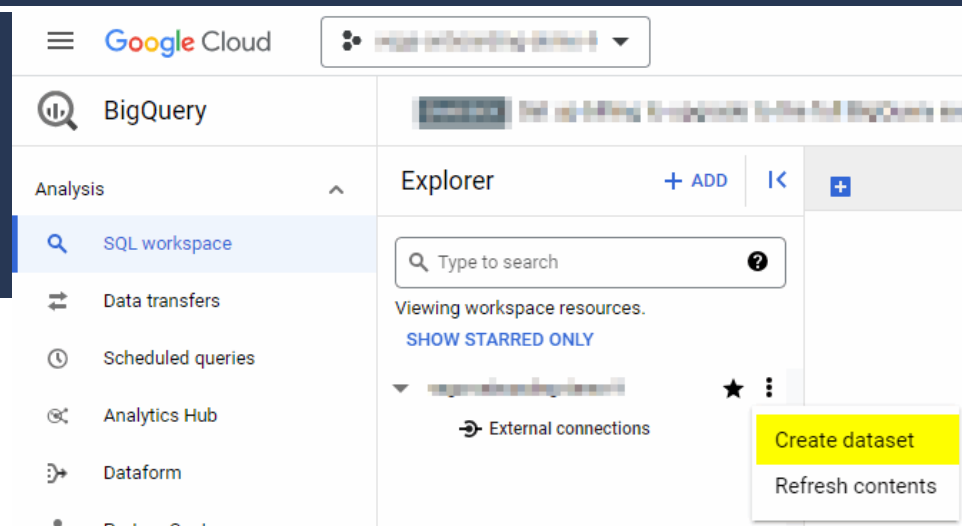 Google Cloud
BigQuery
Analysis
SQL workspace
Data transfers
Scheduled queries
Analytics Hub
Dataform
Explorer
+ ADD
Type to search
Viewing workspace resources.
SHOW STARRED ONLY
External connections
Create dataset
Refresh contents